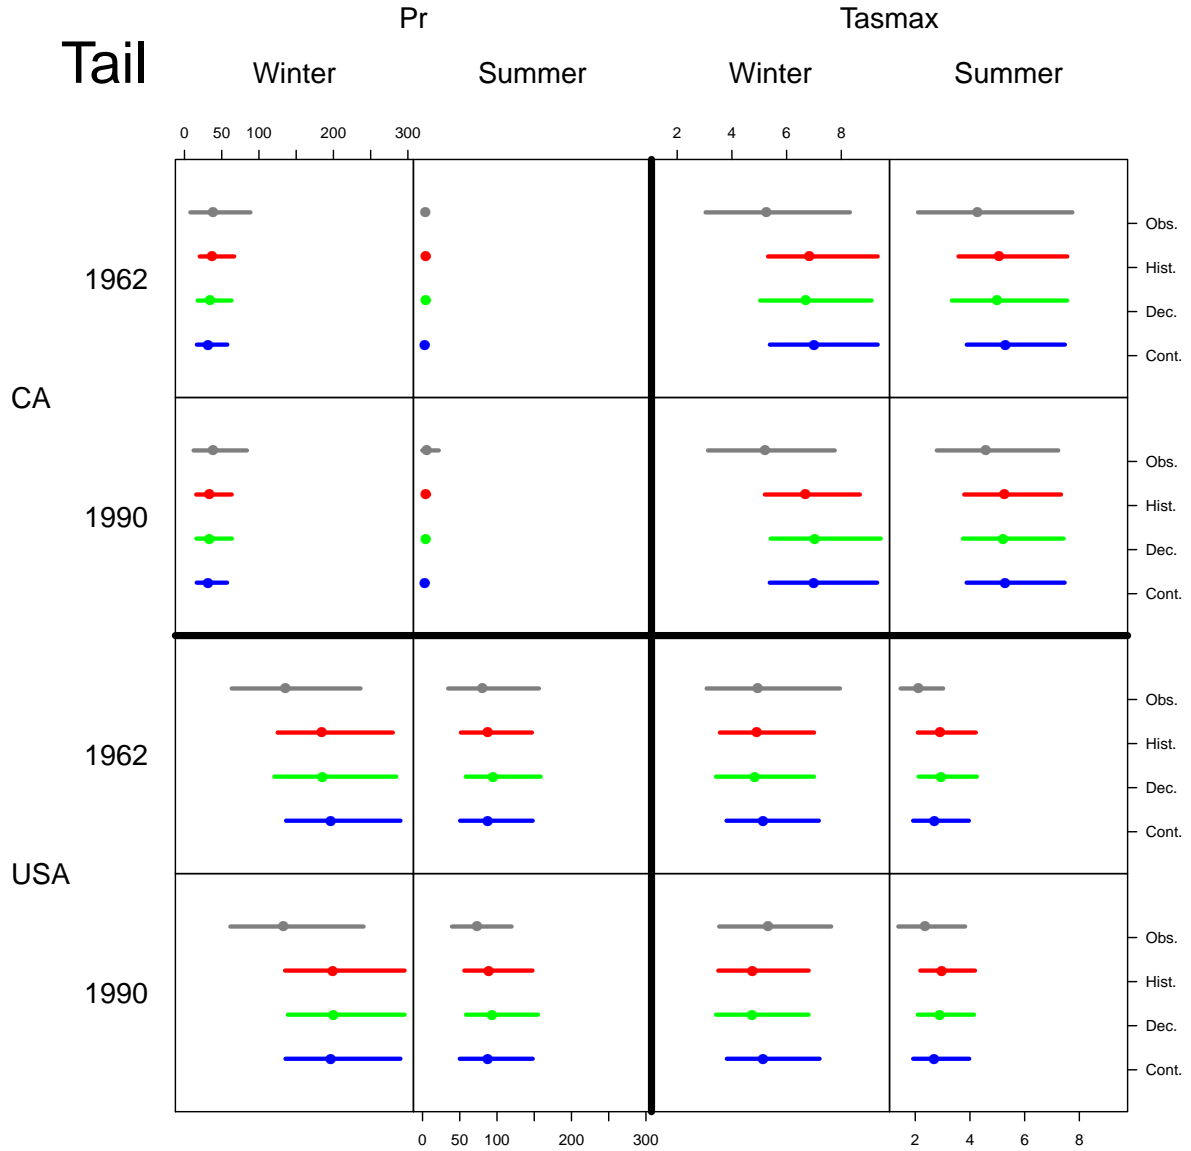 Pr Tasmax
Tail
Winter Summer Winter Summer
0 50 100 200 300 2 4 6 8
Obs.
Hist.
1962
Dec.
Cont.
CA
Obs.
Hist.
1990
Dec.
Cont.
Obs.
Hist.
1962
Dec.
Cont.
USA
Obs.
Hist.
1990
Dec.
Cont.
0 50 100 200 300 2 4 6 8